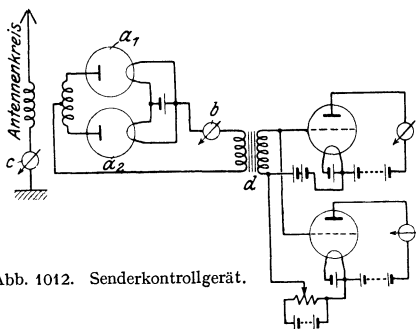 Antennenkreis
a1
a2
b
c
d
Abb. 1012. Senderkontrollgerät.